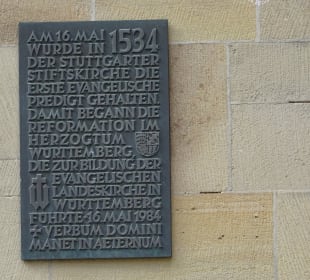 AM 16. MAI
WURDE IN 1534
DER STUTTGARTER
STIFTSKIRCHE DIE
ERSTE EVANGELISCHE
PREDIGT GEHALTEN.
DAMIT BEGANN DIE
REFORMATION IM
HERZOGTUM
WÜRTTEMBERG,
DIE ZUR BILDUNG DER
EVANGELISCHEN
LANDESKIRCHE IN
WÜRTTEMBERG
FÜHRTE · 16. MAI 1984
VERBUM DOMINI
MANET IN AETERNUM